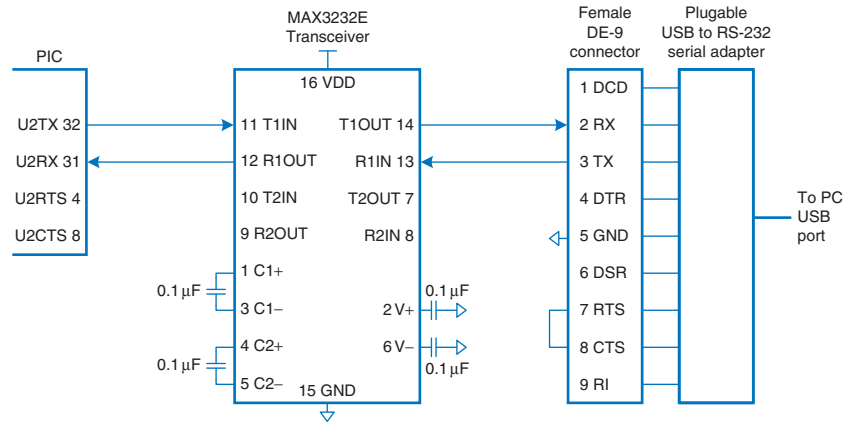 PIC
U2TX 32
U2RX 31
U2RTS 4
U2CTS 8
MAX3232E
Transceiver
16 VDD
11 T1IN
T1OUT 14
12 R1OUT
R1IN 13
10 T2IN
T2OUT 7
9 R2OUT
R2IN 8
1 C1+
0.1 µF
3 C1−
2 V+
0.1 µF
4 C2+
6 V−
0.1 µF
0.1 µF
5 C2−
15 GND
Female
DE-9
connector
1 DCD
2 RX
3 TX
4 DTR
5 GND
6 DSR
7 RTS
8 CTS
9 RI
Plugable
USB to RS-232
serial adapter
To PC
USB
port